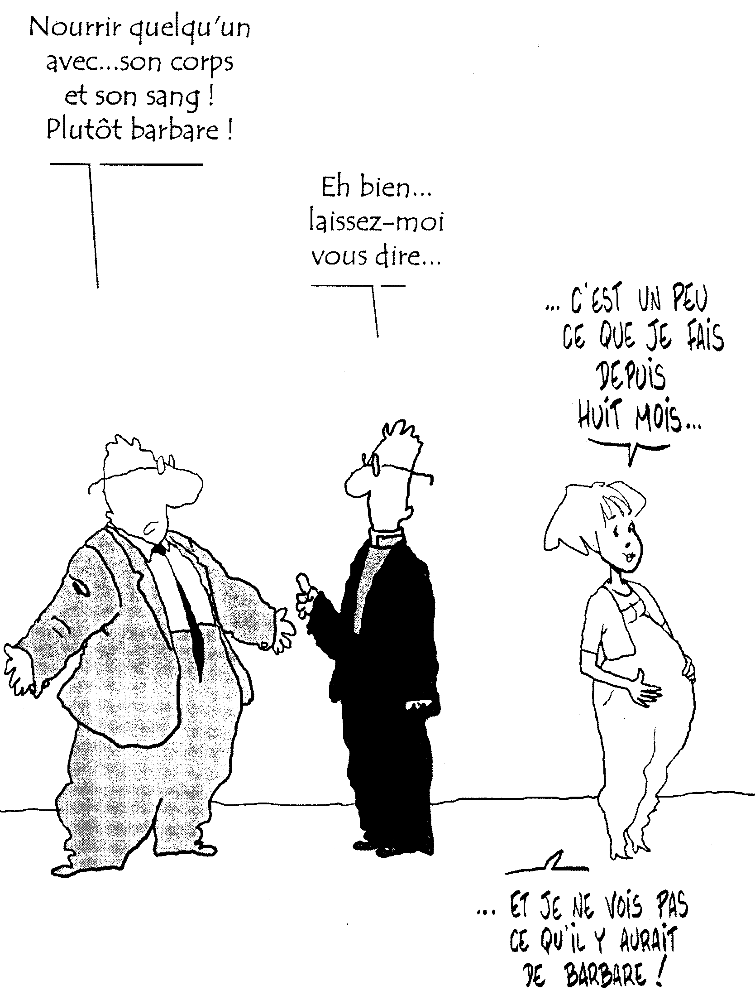 Nourrir quelqu'un
avec...son corps
et son sang !
Plutôt barbare !
Eh bien...
laissez-moi
vous dire...
... C'EST UN PEU
CE QUE JE FAIS
DEPUIS
HUIT MOIS...
... ET JE NE VOIS PAS
CE QU'IL Y AURAIT
DE BARBARE !